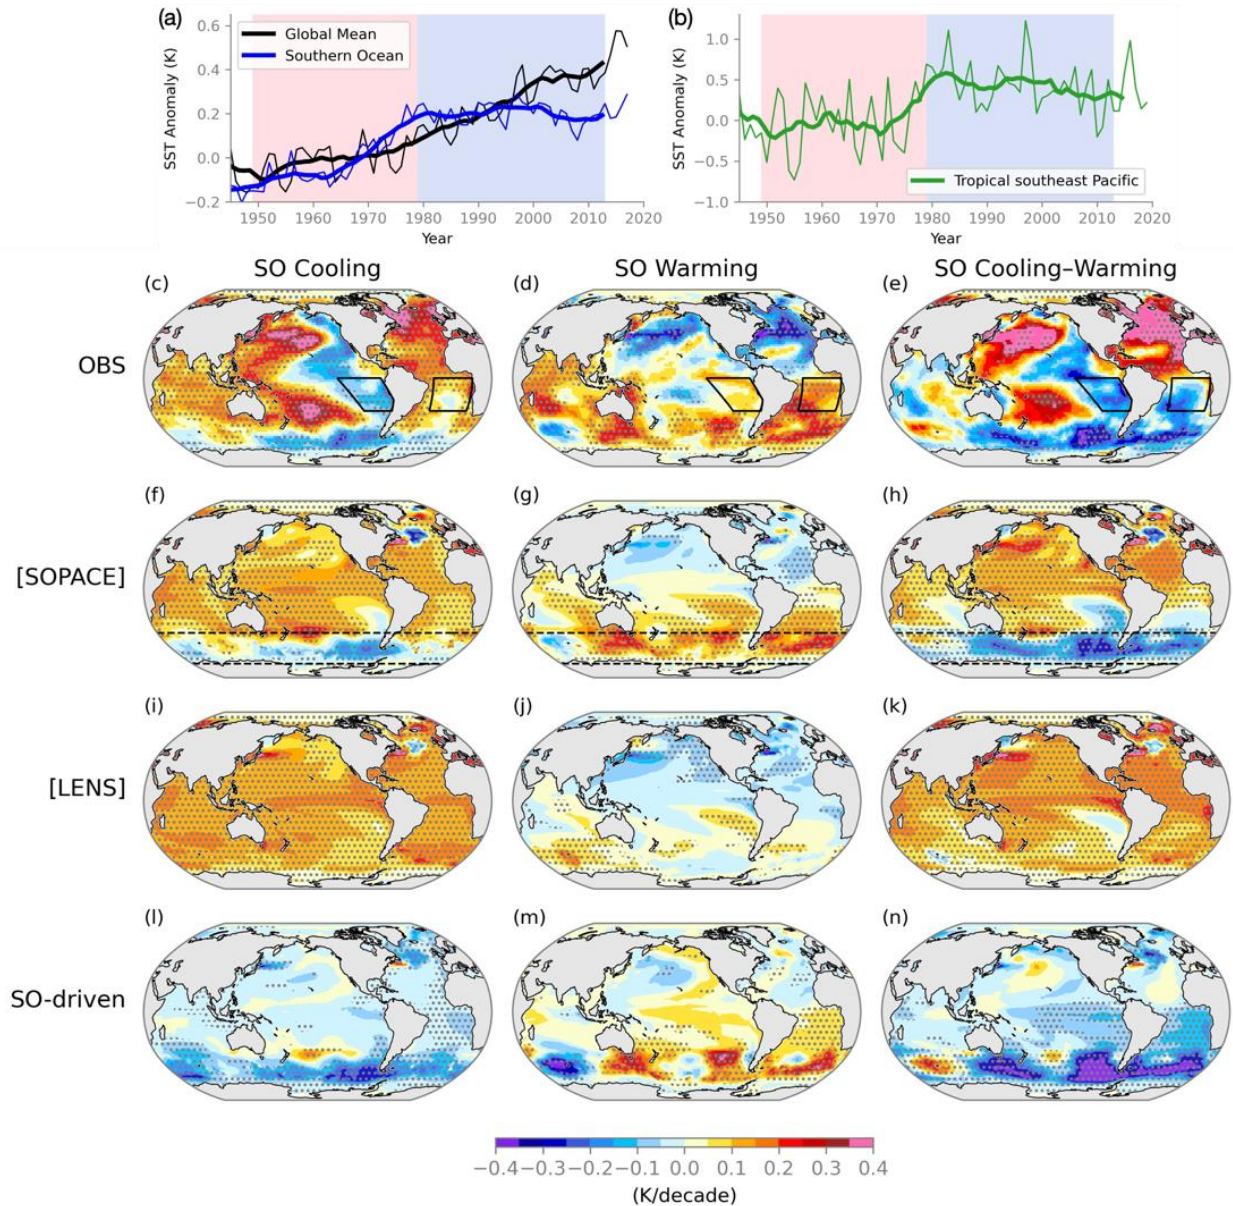 (a)
(b)
0.6
0.4
0.2
0.0
−0.2
SST Anomaly (K)
Global Mean
Southern Ocean
1950 1960 1970 1980 1990 2000 2010 2020
Year
1.0
0.5
0.0
−0.5
−1.0
SST Anomaly (K)
Tropical southeast Pacific
1950 1960 1970 1980 1990 2000 2010 2020
Year
SO Cooling
SO Warming
SO Cooling–Warming
(c)
(d)
(e)
OBS
(f)
(g)
(h)
[SOPACE]
(i)
(j)
(k)
[LENS]
(l)
(m)
(n)
SO-driven
−0.4 −0.3 −0.2 −0.1 0.0 0.1 0.2 0.3 0.4
(K/decade)